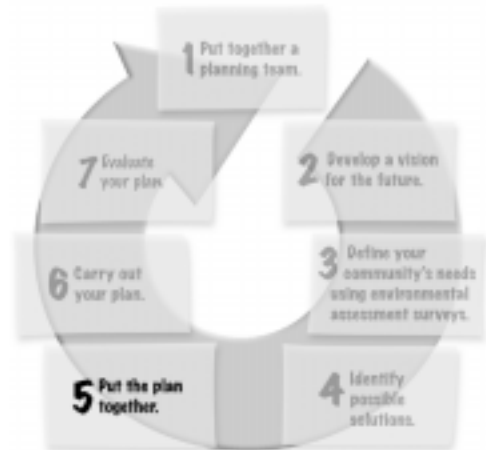 1 Put together a
planning team.
2 Develop a vision
for the future.
3 Define your
community's needs
using environmental
assessment surveys.
4 Identify
possible
solutions.
5 Put the plan
together.
6 Carry out
your plan.
7 Evaluate
your plan.